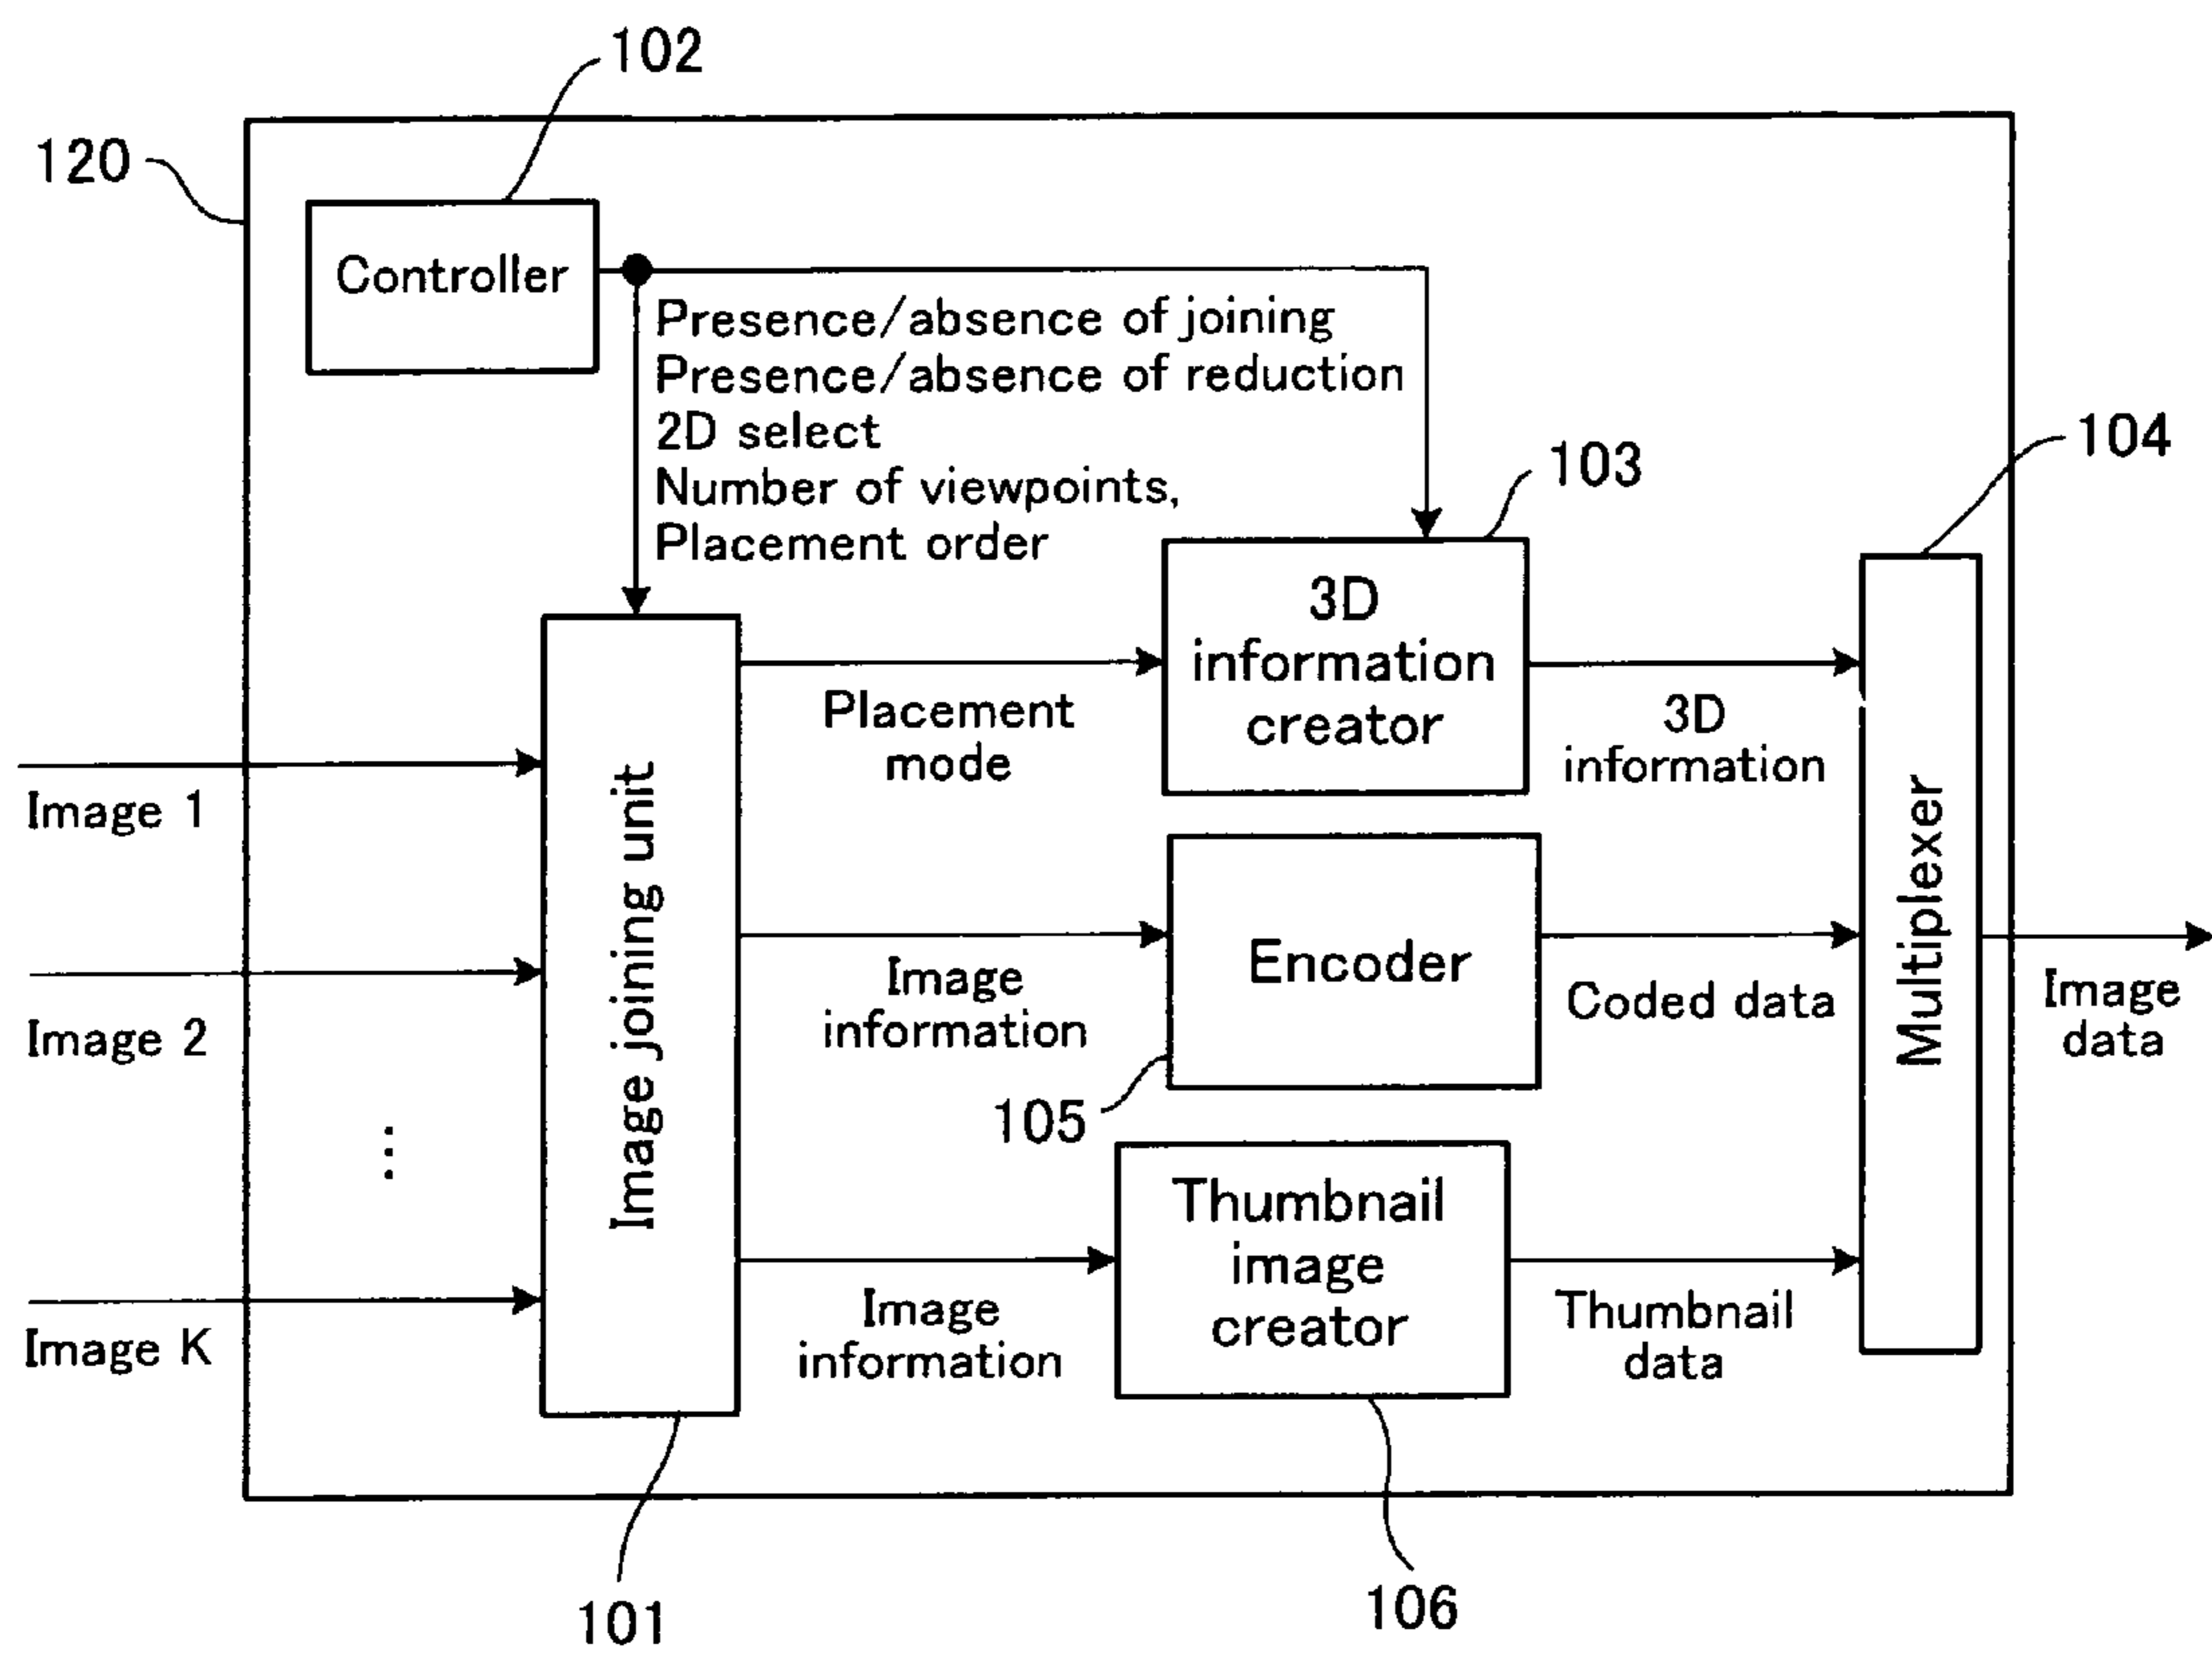 102
120
Controller
Presence/absence of joining
Presence/absence of reduction
2D select
Number of viewpoints,
Placement order
103
104
3D
information
creator
Placement
mode
3D
information
Image 1
Image joining unit
Multiplexer
Encoder
Image
information
Coded data
Image
data
Image 2
105
⋮
Thumbnail
image
creator
Image
information
Thumbnail
data
Image K
101
106